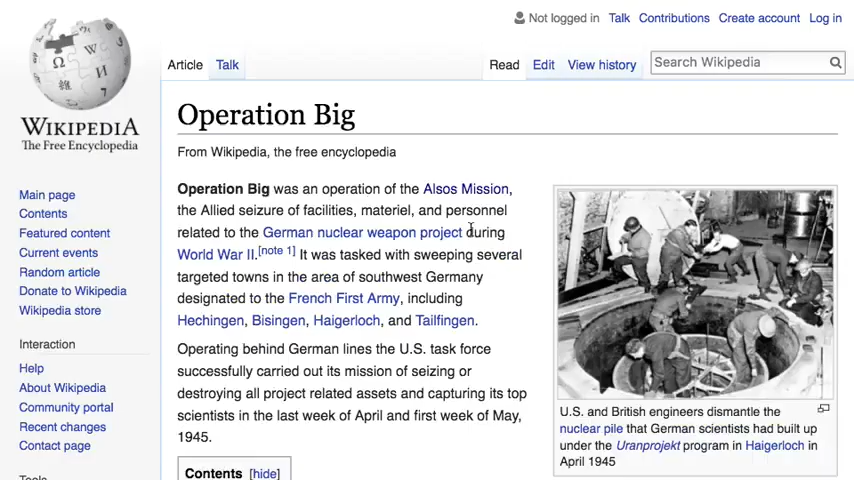 Not logged in Talk Contributions Create account Log in
Article Talk Read Edit View history Search Wikipedia
WIKIPEDIA
The Free Encyclopedia
Main page
Contents
Featured content
Current events
Random article
Donate to Wikipedia
Wikipedia store
Interaction
Help
About Wikipedia
Community portal
Recent changes
Contact page
Tools
Operation Big
From Wikipedia, the free encyclopedia
Operation Big was an operation of the Alsos Mission,
the Allied seizure of facilities, materiel, and personnel
related to the German nuclear weapon project during
World War II.[note 1] It was tasked with sweeping several
targeted towns in the area of southwest Germany
designated to the French First Army, including
Hechingen, Bisingen, Haigerloch, and Tailfingen.
Operating behind German lines the U.S. task force
successfully carried out its mission of seizing or
destroying all project related assets and capturing its top
scientists in the last week of April and first week of May,
1945.
Contents [hide]
U.S. and British engineers dismantle the
nuclear pile that German scientists had built up
under the Uranprojekt program in Haigerloch in
April 1945